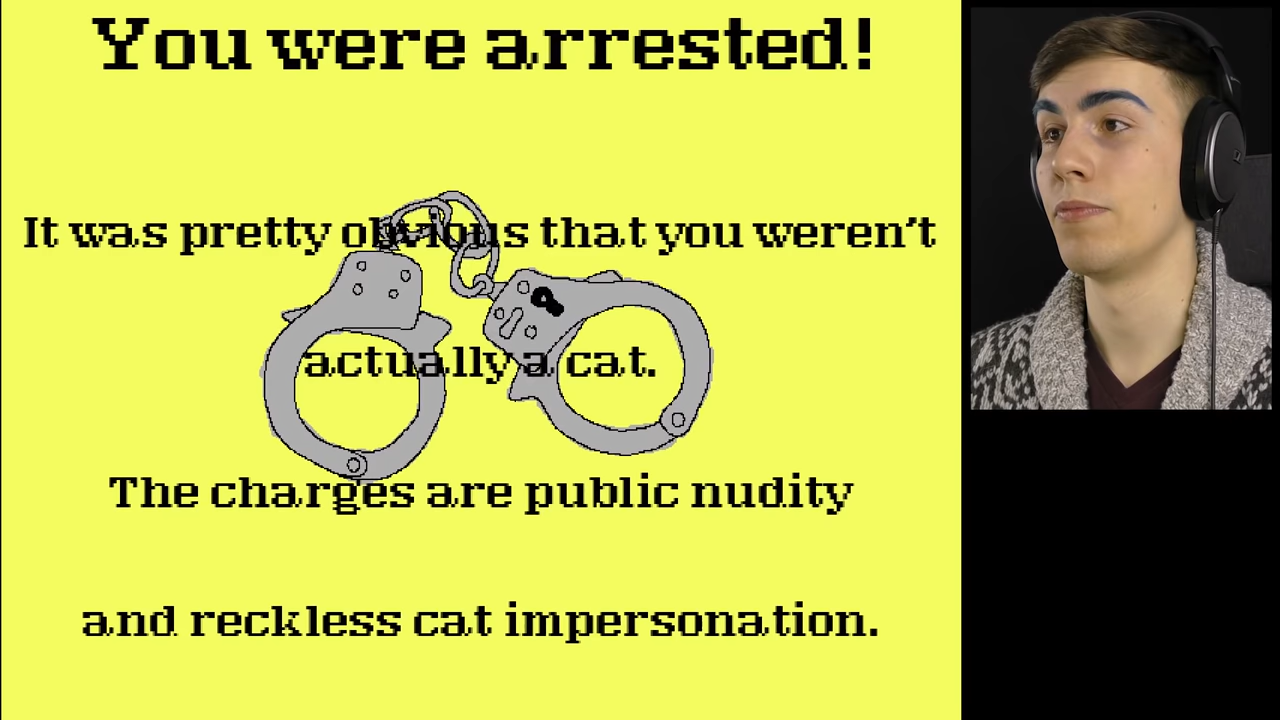 You were arrested!
It was pretty obvious that you weren't
actually a cat.
The charges are public nudity
and reckless cat impersonation.